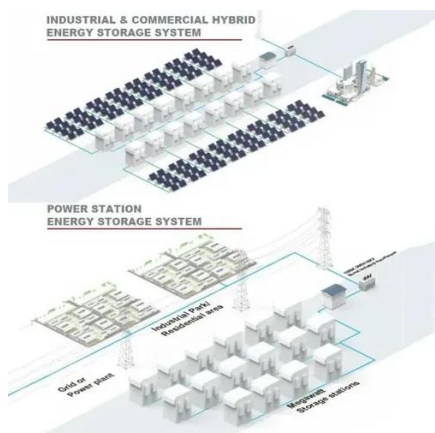 INDUSTRIAL & COMMERCIAL HYBRID
ENERGY STORAGE SYSTEM
POWER STATION
ENERGY STORAGE SYSTEM
Industrial Park/
Residential area
Grid or
Power plant
Megawatt
Storage stations